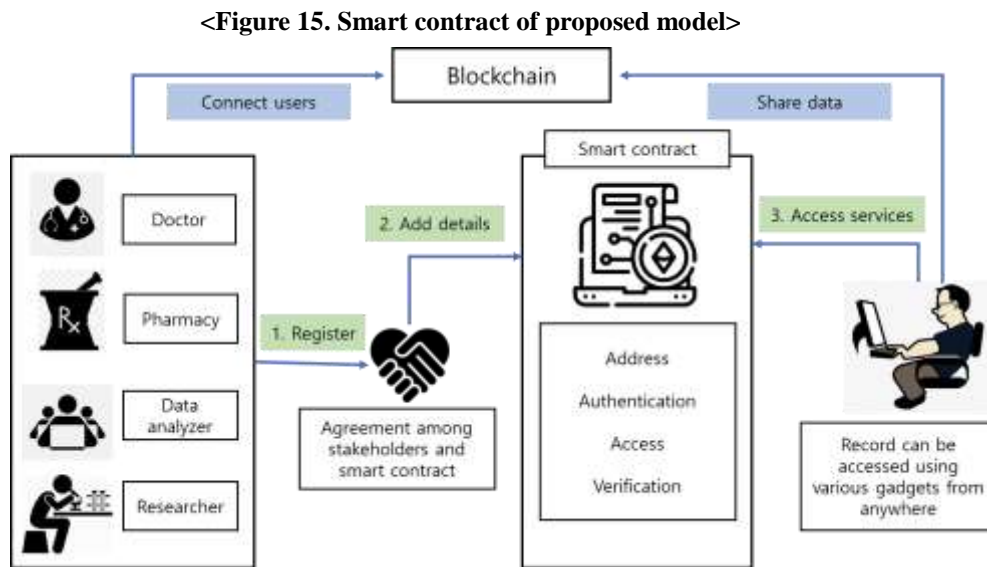 <Figure 15. Smart contract of proposed model>
Blockchain
Connect users
Share data
Smart contract
Doctor
2. Add details
3. Access services
Pharmacy
Rx
1. Register
Address
Data
analyzer
Authentication
Agreement among
stakeholders and
smart contract
Access
Record can be
accessed using
various gadgets from
anywhere
Verification
Researcher